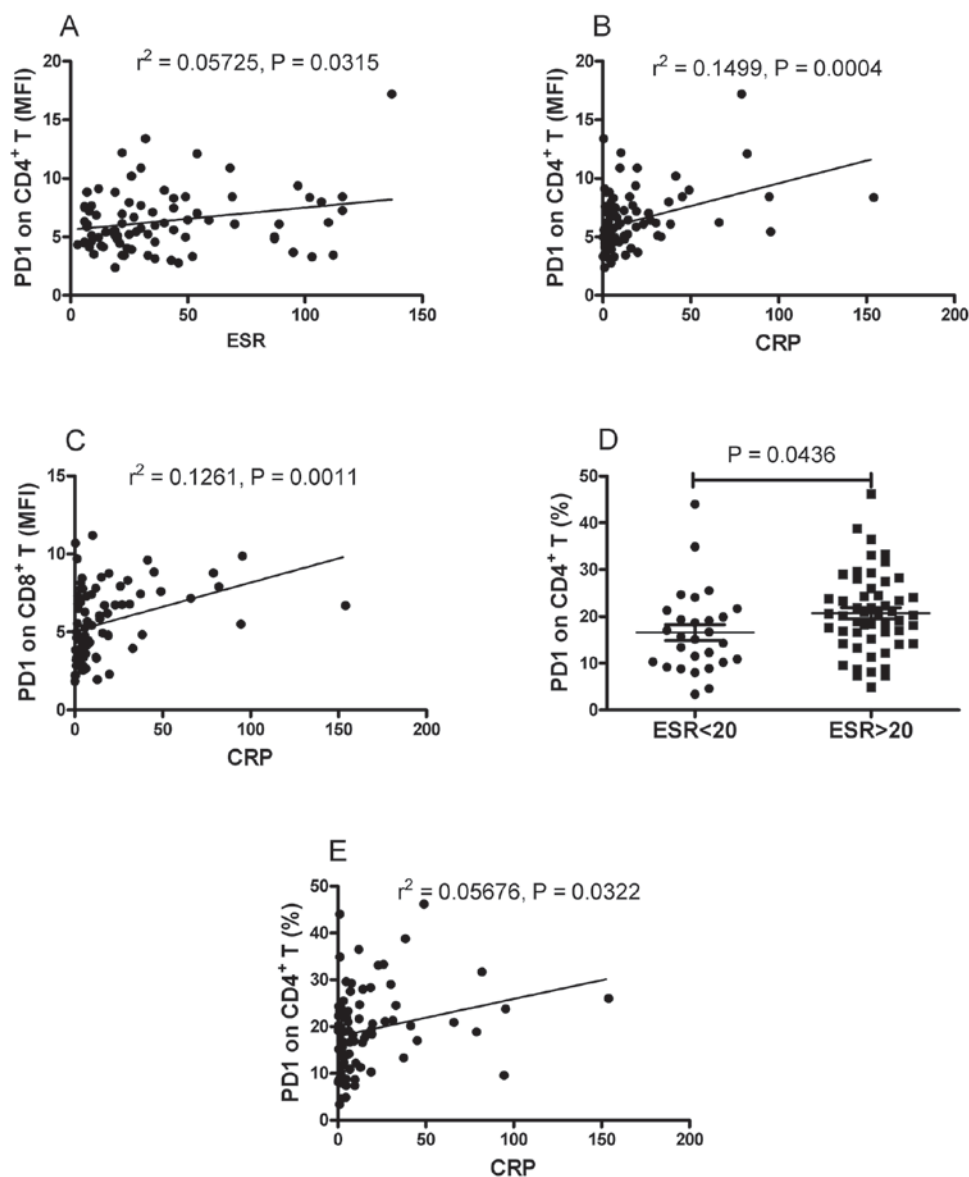 A
r² = 0.05725, P = 0.0315
PD1 on CD4⁺ T (MFI)
20
15
10
5
0
0 50 100 150
ESR
B
r² = 0.1499, P = 0.0004
PD1 on CD4⁺ T (MFI)
20
15
10
5
0
0 50 100 150 200
CRP
C
r² = 0.1261, P = 0.0011
PD1 on CD8⁺ T (MFI)
15
10
5
0
0 50 100 150 200
CRP
D
P = 0.0436
PD1 on CD4⁺ T (%)
50
40
30
20
10
0
ESR<20 ESR>20
E
r² = 0.05676, P = 0.0322
PD1 on CD4⁺ T (%)
50
40
30
20
10
0
0 50 100 150 200
CRP